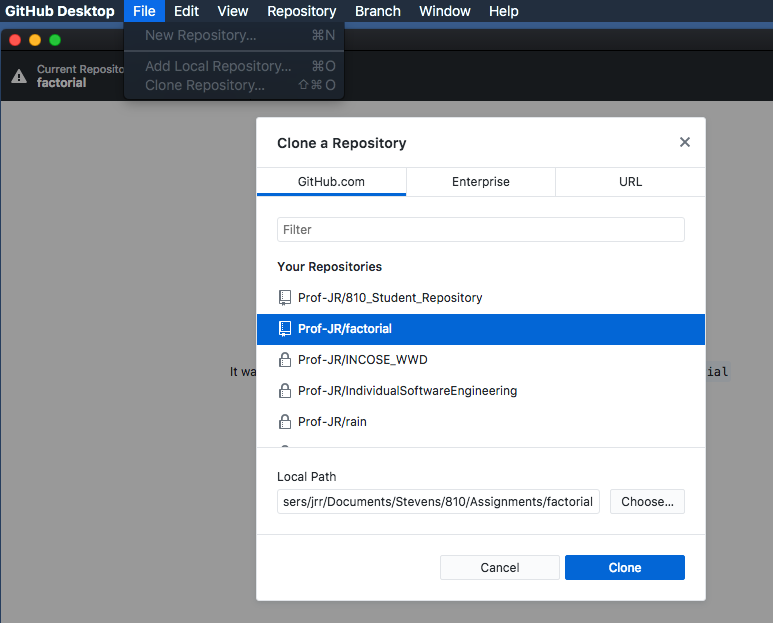 GitHub Desktop File Edit View Repository Branch Window Help
New Repository... ⌘N
Add Local Repository... ⌘O
Clone Repository... ⇧⌘O
Current Reposito
factorial
Clone a Repository ×
GitHub.com Enterprise URL
Filter
Your Repositories
Prof-JR/810_Student_Repository
Prof-JR/factorial
Prof-JR/INCOSE_WWD
It wa ial
Prof-JR/IndividualSoftwareEngineering
Prof-JR/rain
Local Path
sers/jrr/Documents/Stevens/810/Assignments/factorial Choose...
Cancel Clone